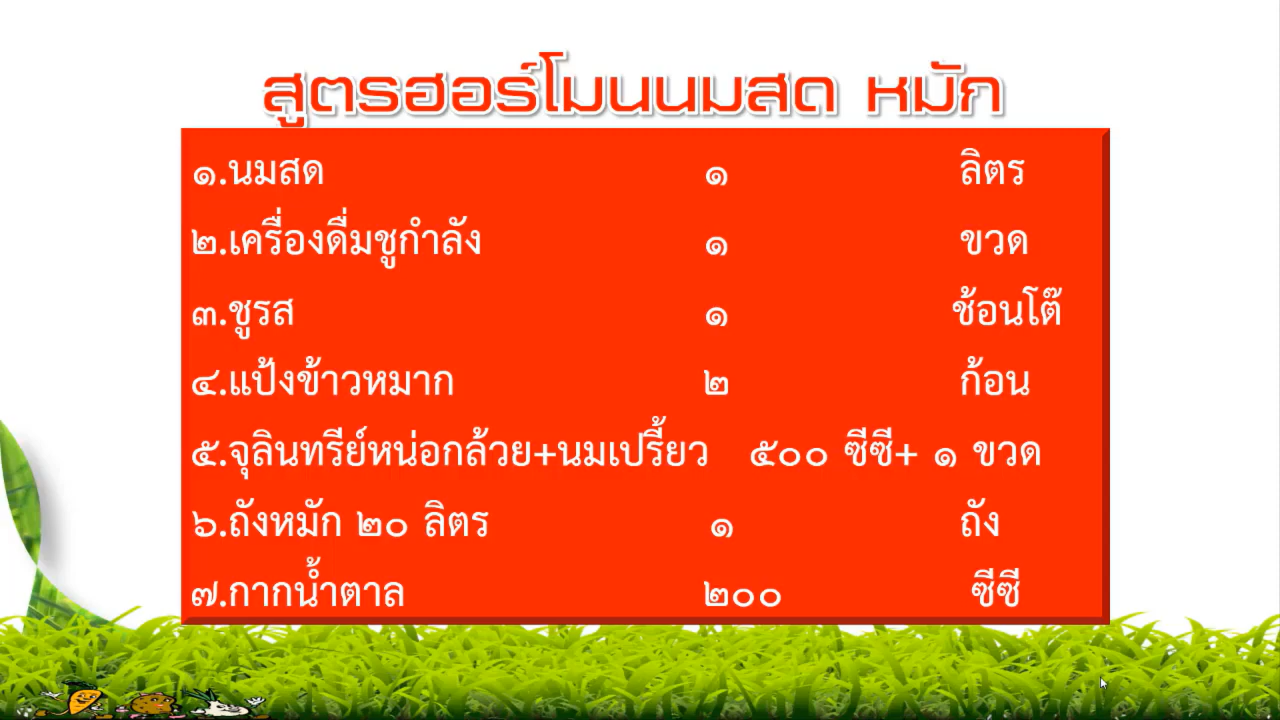 สูตรฮอร์โมนนมสด หมัก
๑.นมสด ๑ ลิตร
๒.เครื่องดื่มชูกำลัง ๑ ขวด
๓.ชูรส ๑ ช้อนโต๊
๔.แป้งข้าวหมาก ๒ ก้อน
๕.จุลินทรีย์หน่อกล้วย+นมเปรี้ยว ๕๐๐ ซีซี+ ๑ ขวด
๖.ถังหมัก ๒๐ ลิตร ๑ ถัง
๗.กากน้ำตาล ๒๐๐ ซีซี